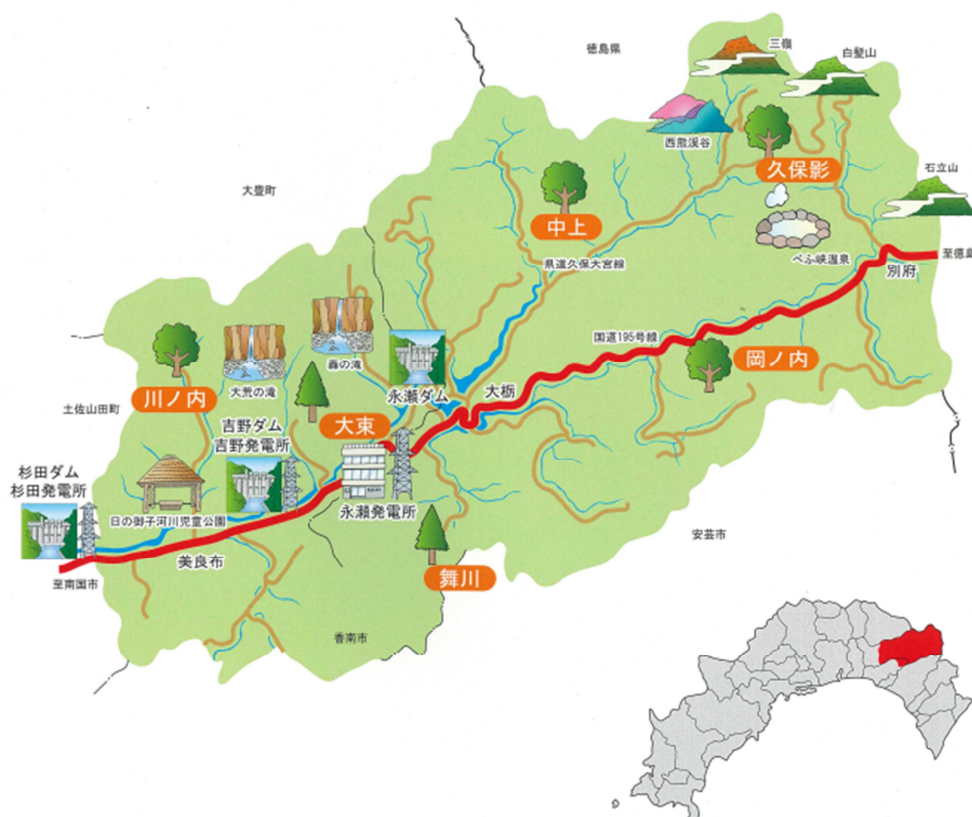 徳島県
三嶺
白髪山
西熊渓谷
久保影
石立山
大豊町
中上
県道久保大宮線
べふ峡温泉
別府
至徳島
国道195号線
轟の滝
大荒の滝
永瀬ダム
大栃
岡ノ内
川ノ内
土佐山田町
吉野ダム
吉野発電所
大束
杉田ダム
杉田発電所
日の御子河川児童公園
永瀬発電所
美良布
至南国市
舞川
安芸市
香南市